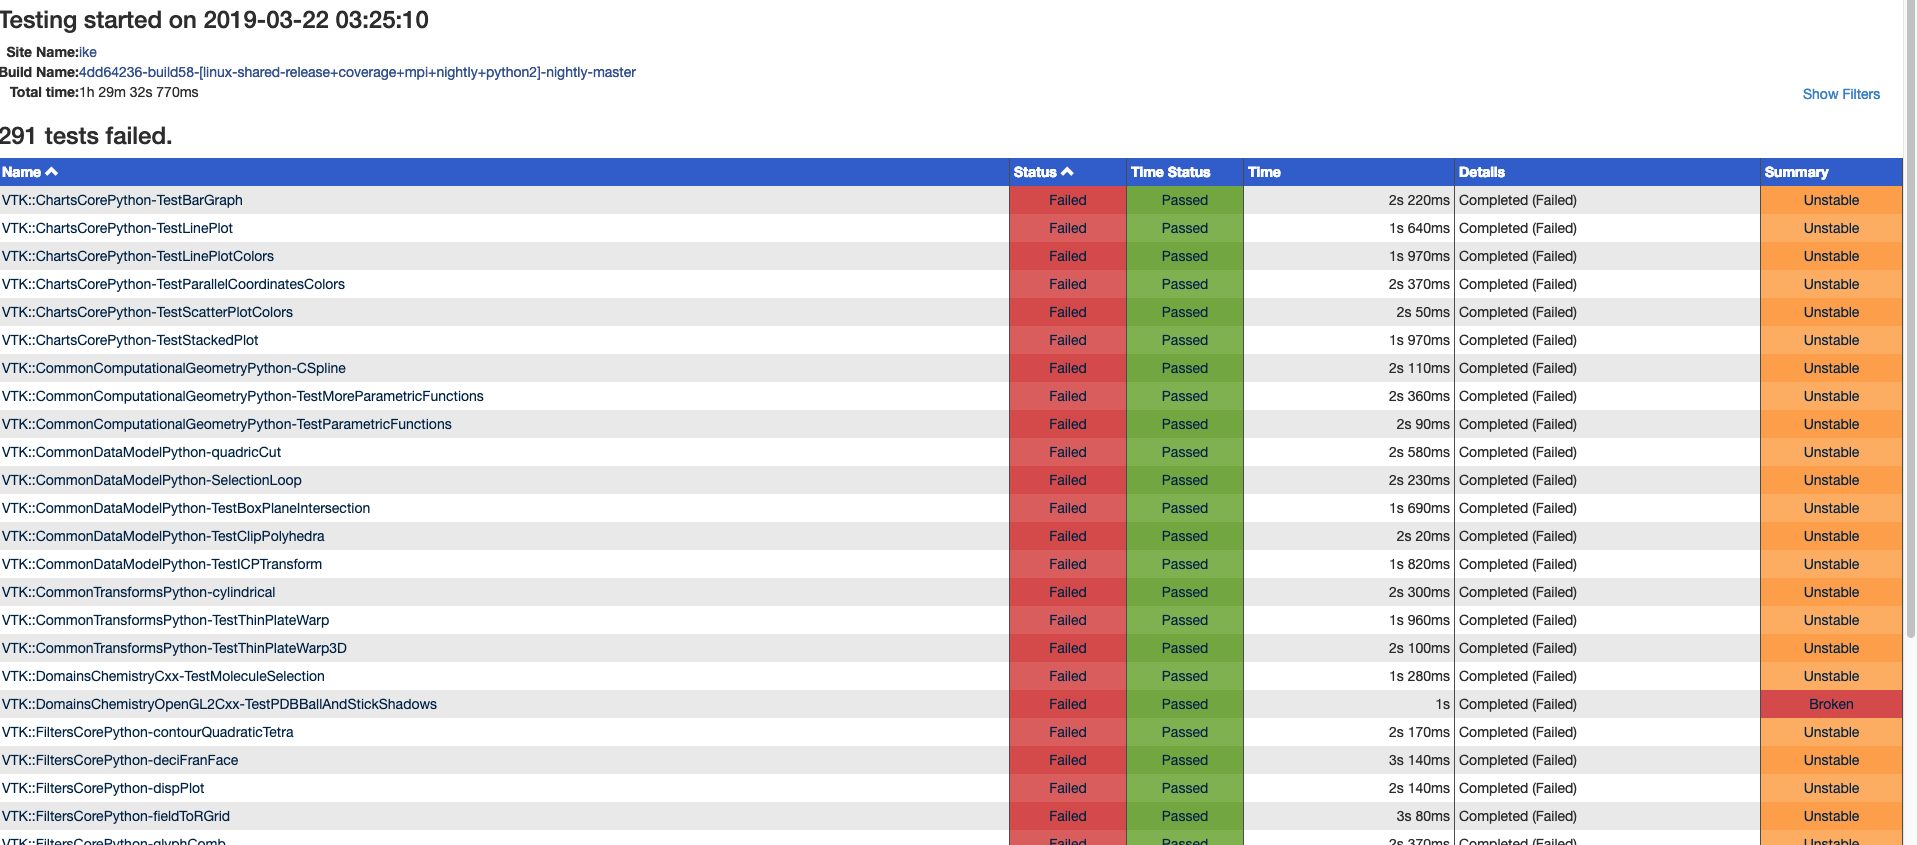 Testing started on 2019-03-22 03:25:10
Site Name:ike
Build Name:4dd64236-build58-[linux-shared-release+coverage+mpi+nightly+python2]-nightly-master
Total time:1h 29m 32s 770ms
Show Filters
291 tests failed.
Name Status Time Status Time Details Summary
VTK::ChartsCorePython-TestBarGraph Failed Passed 2s 220ms Completed (Failed) Unstable
VTK::ChartsCorePython-TestLinePlot Failed Passed 1s 640ms Completed (Failed) Unstable
VTK::ChartsCorePython-TestLinePlotColors Failed Passed 1s 970ms Completed (Failed) Unstable
VTK::ChartsCorePython-TestParallelCoordinatesColors Failed Passed 2s 370ms Completed (Failed) Unstable
VTK::ChartsCorePython-TestScatterPlotColors Failed Passed 2s 50ms Completed (Failed) Unstable
VTK::ChartsCorePython-TestStackedPlot Failed Passed 1s 970ms Completed (Failed) Unstable
VTK::CommonComputationalGeometryPython-CSpline Failed Passed 2s 110ms Completed (Failed) Unstable
VTK::CommonComputationalGeometryPython-TestMoreParametricFunctions Failed Passed 2s 360ms Completed (Failed) Unstable
VTK::CommonComputationalGeometryPython-TestParametricFunctions Failed Passed 2s 90ms Completed (Failed) Unstable
VTK::CommonDataModelPython-quadricCut Failed Passed 2s 580ms Completed (Failed) Unstable
VTK::CommonDataModelPython-SelectionLoop Failed Passed 2s 230ms Completed (Failed) Unstable
VTK::CommonDataModelPython-TestBoxPlaneIntersection Failed Passed 1s 690ms Completed (Failed) Unstable
VTK::CommonDataModelPython-TestClipPolyhedra Failed Passed 2s 20ms Completed (Failed) Unstable
VTK::CommonDataModelPython-TestICPTransform Failed Passed 1s 820ms Completed (Failed) Unstable
VTK::CommonTransformsPython-cylindrical Failed Passed 2s 300ms Completed (Failed) Unstable
VTK::CommonTransformsPython-TestThinPlateWarp Failed Passed 1s 960ms Completed (Failed) Unstable
VTK::CommonTransformsPython-TestThinPlateWarp3D Failed Passed 2s 100ms Completed (Failed) Unstable
VTK::DomainsChemistryCxx-TestMoleculeSelection Failed Passed 1s 280ms Completed (Failed) Unstable
VTK::DomainsChemistryOpenGL2Cxx-TestPDBBallAndStickShadows Failed Passed 1s Completed (Failed) Broken
VTK::FiltersCorePython-contourQuadraticTetra Failed Passed 2s 170ms Completed (Failed) Unstable
VTK::FiltersCorePython-deciFranFace Failed Passed 3s 140ms Completed (Failed) Unstable
VTK::FiltersCorePython-dispPlot Failed Passed 2s 140ms Completed (Failed) Unstable
VTK::FiltersCorePython-fieldToRGrid Failed Passed 3s 80ms Completed (Failed) Unstable
VTK::FiltersCorePython-glyphComb Failed Passed 2s 370ms Completed (Failed) Unstable